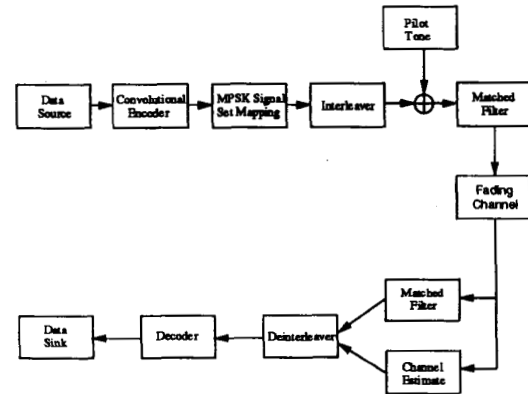 Pilot
Tone
Data
Source
Convolutional
Encoder
MPSK Signal
Set Mapping
Interleaver
Matched
Filter
Fading
Channel
Matched
Filter
Data
Sink
Decoder
Deinterleaver
Channel
Estimate